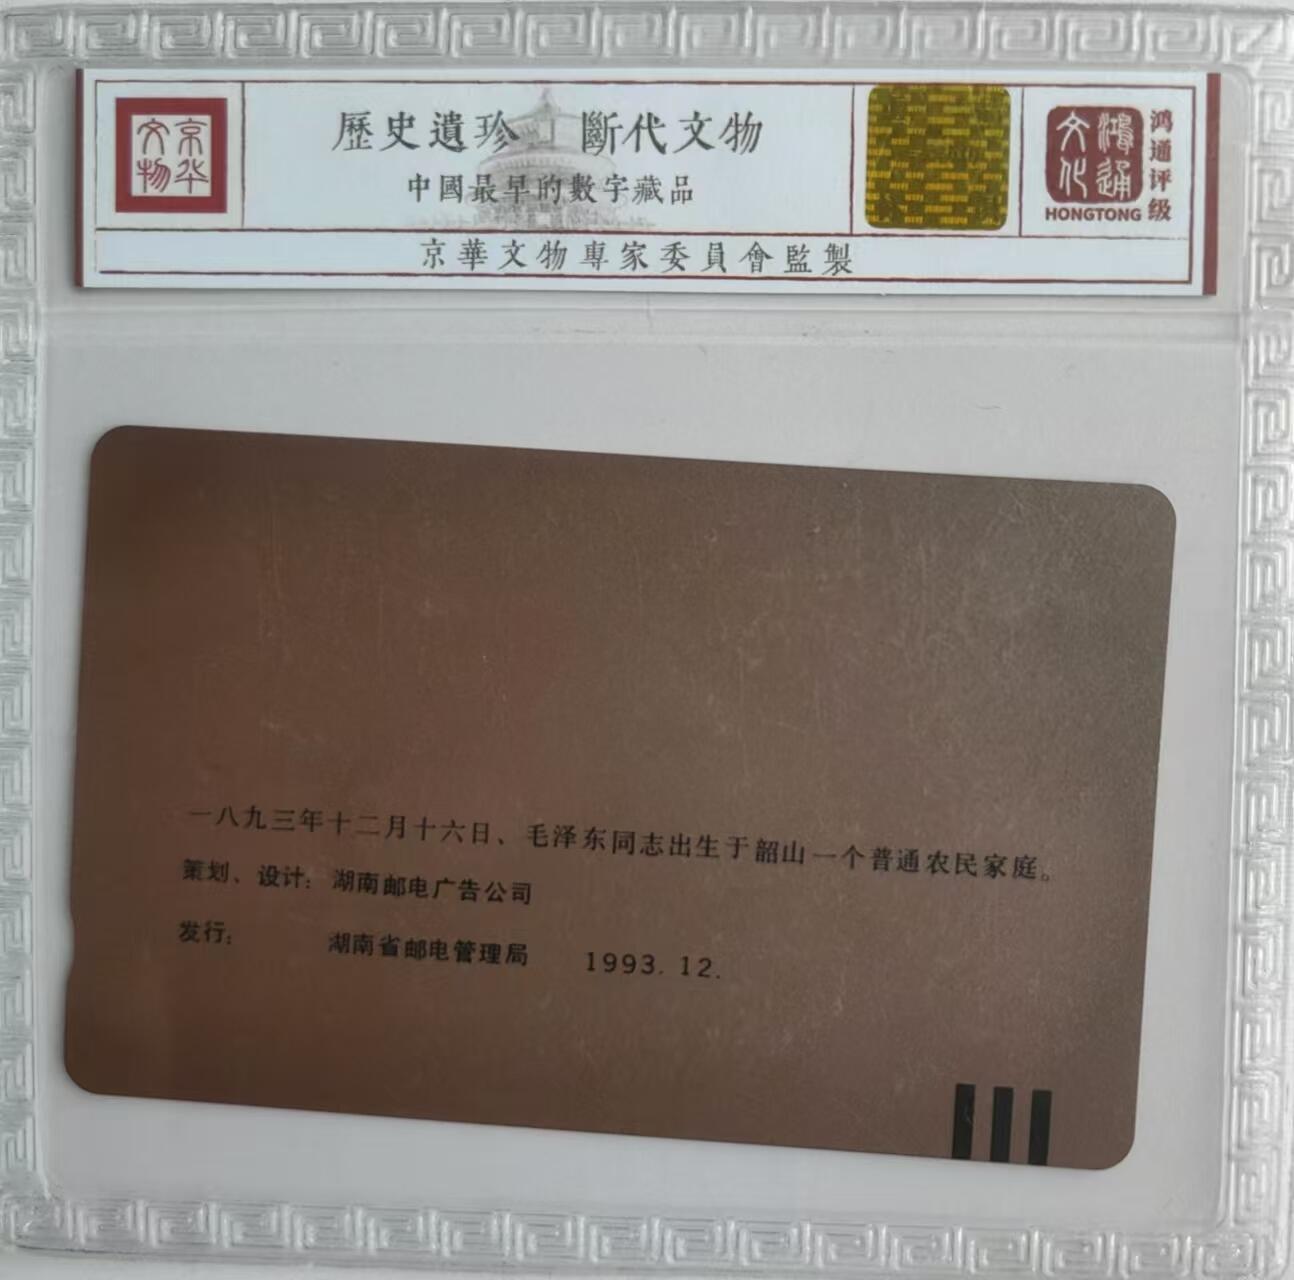 京华文物
歷史遺珍 斷代文物
中國最早的數字藏品
鴻通文化
HONGTONG
鸿通评级
京華文物專家委員會監製
一八九三年十二月十六日、毛泽东同志出生于韶山一个普通农民家庭。
策划、设计：湖南邮电广告公司
发行： 湖南省邮电管理局 1993.12.